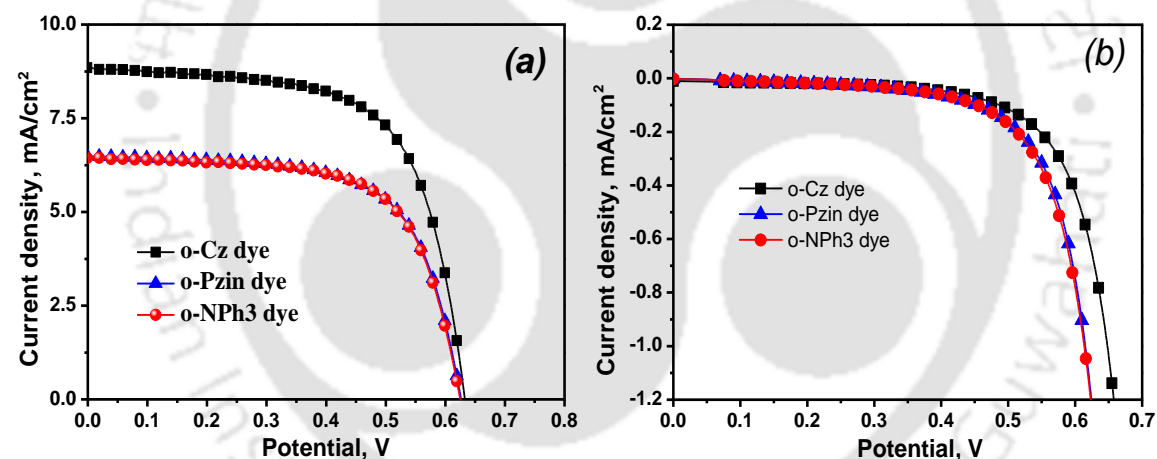 (a)
Current density, mA/cm²
10.0
7.5
5.0
2.5
0.0
o-Cz dye
o-Pzin dye
o-NPh3 dye
0.0 0.1 0.2 0.3 0.4 0.5 0.6 0.7 0.8
Potential, V
(b)
Current density, mA/cm²
0.2
0.0
-0.2
-0.4
-0.6
-0.8
-1.0
-1.2
o-Cz dye
o-Pzin dye
o-NPh3 dye
0.0 0.1 0.2 0.3 0.4 0.5 0.6 0.7
Potential, V
Indian In